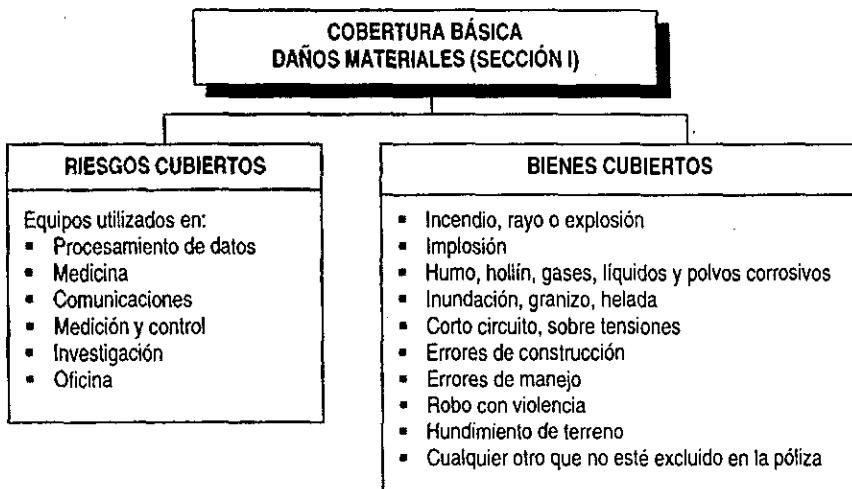 COBERTURA BÁSICA
DAÑOS MATERIALES (SECCIÓN I)
RIESGOS CUBIERTOS
Equipos utilizados en:
▪ Procesamiento de datos
▪ Medicina
▪ Comunicaciones
▪ Medición y control
▪ Investigación
▪ Oficina
BIENES CUBIERTOS
▪ Incendio, rayo o explosión
▪ Implosión
▪ Humo, hollín, gases, líquidos y polvos corrosivos
▪ Inundación, granizo, helada
▪ Corto circuito, sobre tensiones
▪ Errores de construcción
▪ Errores de manejo
▪ Robo con violencia
▪ Hundimiento de terreno
▪ Cualquier otro que no esté excluido en la póliza